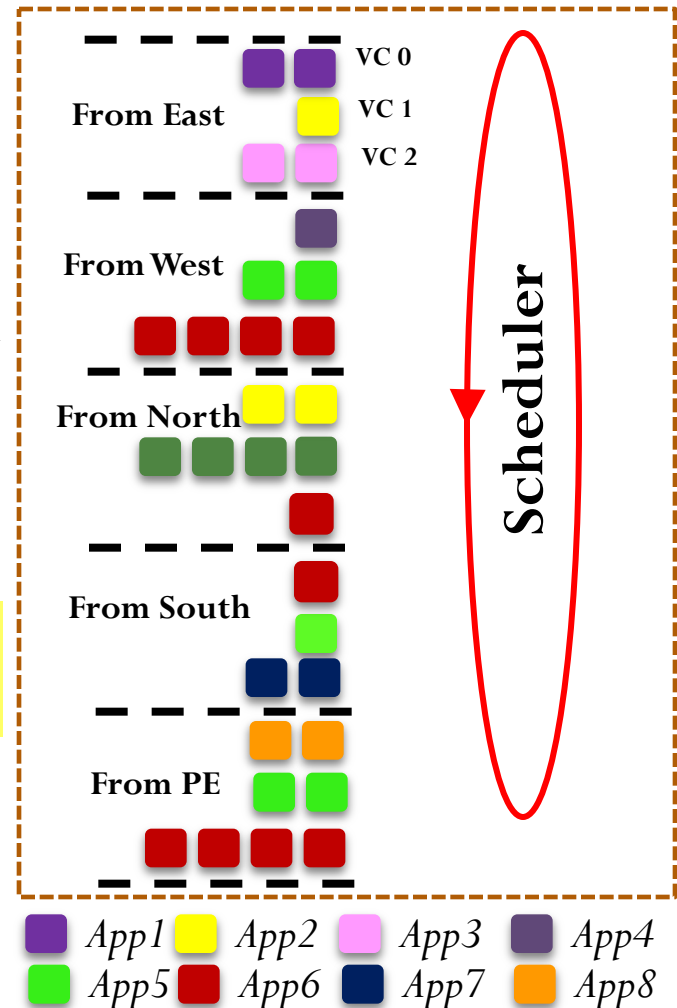 VC 0
From East
VC 1
VC 2
From West
From North
From South
From PE
Scheduler
App1 App2 App3 App4
App5 App6 App7 App8